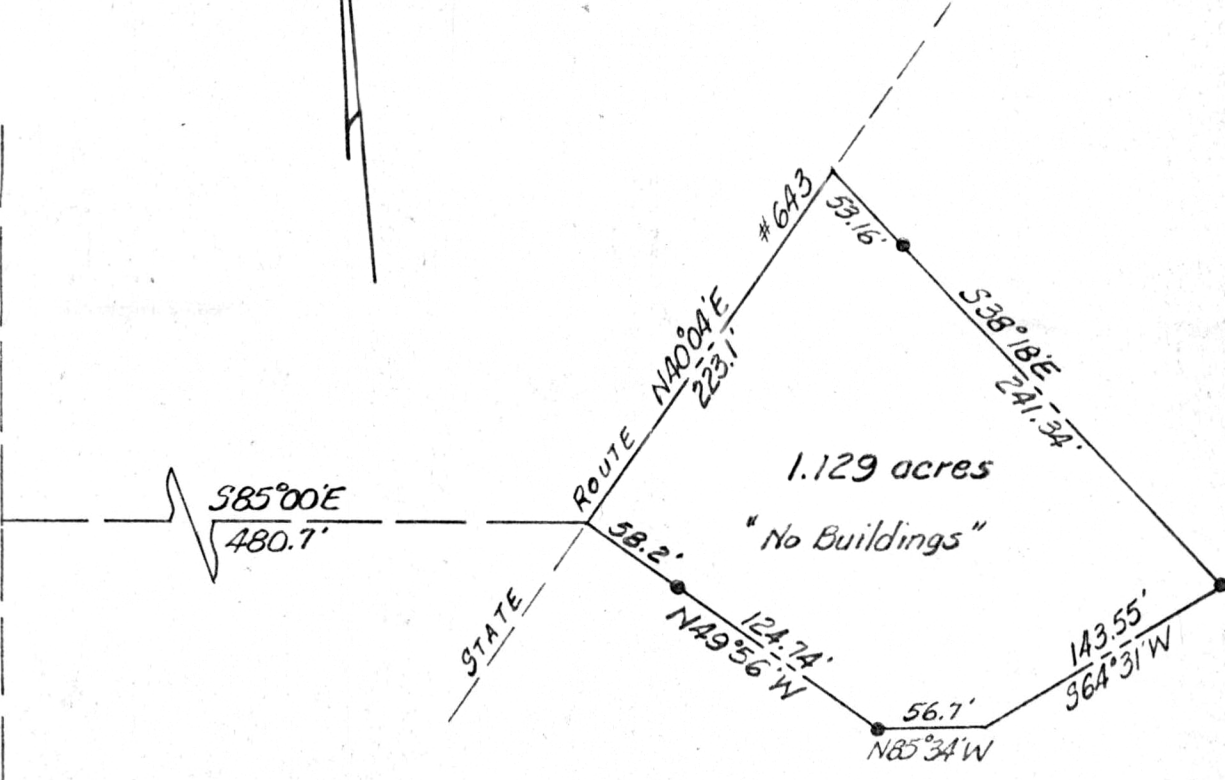 #643
53.16'
N40°04'E
223.1'
S38°18'E
241.34'
ROUTE
1.129 acres
"No Buildings"
S85°00'E
480.7'
58.2'
STATE
124.74'
N49°56'W
143.55'
S64°31'W
56.7'
N85°34'W